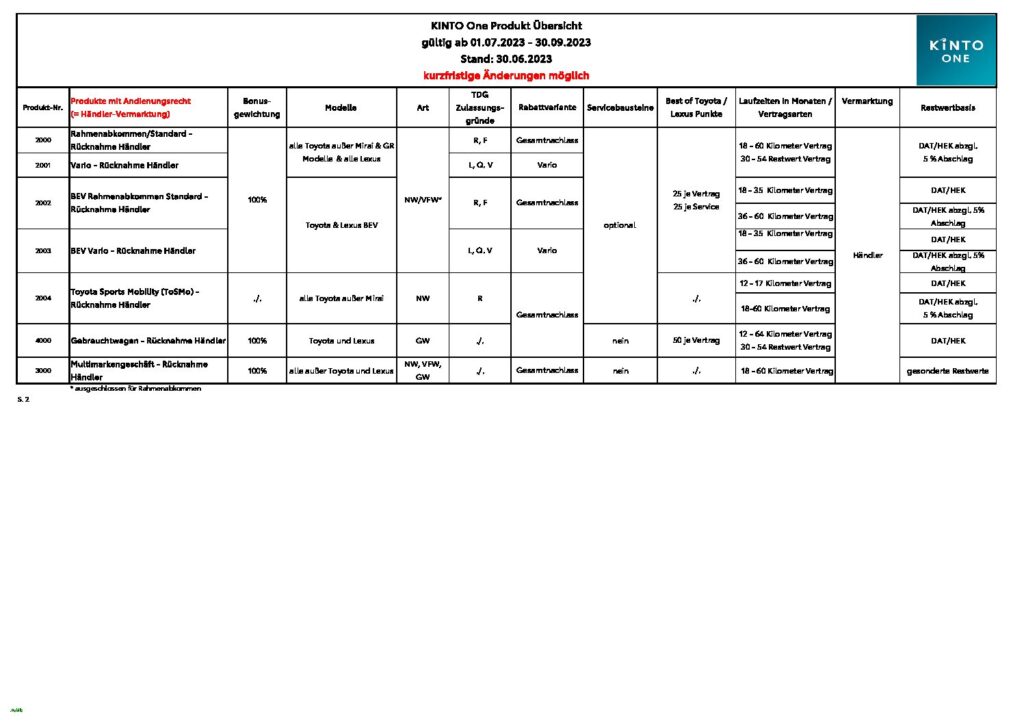 KINTO One Produkt Übersicht
gültig ab 01.07.2023 - 30.09.2023
Stand: 30.06.2023
kurzfristige Änderungen möglich
KINTO
ONE
Produkt-Nr.
Produkte mit Andienungsrecht
(= Händler-Vermarktung)
Bonus-
gewichtung
Modelle
Art
TDG
Zulassungs-
gründe
Rabattvariante
Servicebausteine
Best of Toyota /
Lexus Punkte
Laufzeiten in Monaten /
Vertragsarten
Vermarktung
Restwertbasis
2000
Rahmenabkommen/Standard -
Rücknahme Händler
alle Toyota außer Mirai & GR
Modelle & alle Lexus
R, F
Gesamtnachlass
18 - 60 Kilometer Vertrag
30 - 54 Restwert Vertrag
DAT/HEK abzgl.
5 % Abschlag
2001
Vario - Rücknahme Händler
L, Q, V
Vario
100%
NW/VFW*
optional
25 je Vertrag
25 je Service
Händler
2002
BEV Rahmenabkommen Standard -
Rücknahme Händler
Toyota & Lexus BEV
R, F
Gesamtnachlass
18 - 35 Kilometer Vertrag
DAT/HEK
36 - 60 Kilometer Vertrag
DAT/HEK abzgl. 5%
Abschlag
2003
BEV Vario - Rücknahme Händler
L, Q, V
Vario
18 - 35 Kilometer Vertrag
DAT/HEK
36 - 60 Kilometer Vertrag
DAT/HEK abzgl. 5%
Abschlag
2004
Toyota Sports Mobility (ToSMo) -
Rücknahme Händler
./.
alle Toyota außer Mirai
NW
R
Gesamtnachlass
./.
12 - 17 Kilometer Vertrag
DAT/HEK
18-60 Kilometer Vertrag
DAT/HEK abzgl.
5 % Abschlag
4000
Gebrauchtwagen - Rücknahme Händler
100%
Toyota und Lexus
GW
./.
nein
50 je Vertrag
12 - 64 Kilometer Vertrag
30 - 54 Restwert Vertrag
DAT/HEK
3000
Multimarkengeschäft - Rücknahme
Händler
100%
alle außer Toyota und Lexus
NW, VFW,
GW
./.
Gesamtnachlass
nein
./.
18 - 60 Kilometer Vertrag
gesonderte Restwerte
* ausgeschlossen für Rahmenabkommen
S. 2